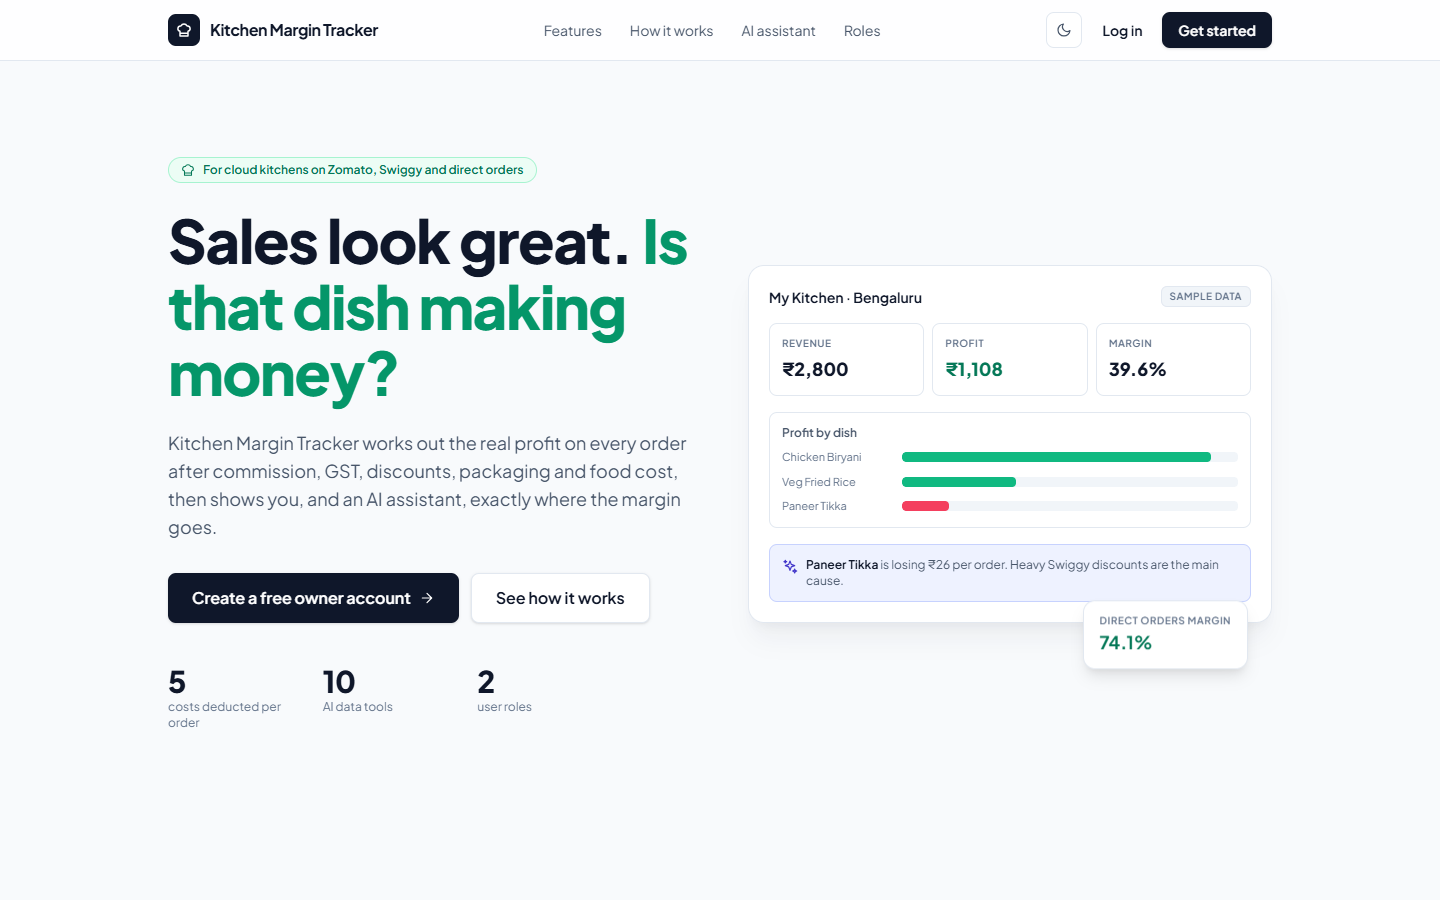 Kitchen Margin Tracker
Features
How it works
AI assistant
Roles
Log in
Get started
For cloud kitchens on Zomato, Swiggy and direct orders
Sales look great. Is
that dish making
money?
Kitchen Margin Tracker works out the real profit on every order
after commission, GST, discounts, packaging and food cost,
then shows you, and an AI assistant, exactly where the margin
goes.
Create a free owner account
See how it works
5
costs deducted per
order
10
AI data tools
2
user roles
My Kitchen · Bengaluru
SAMPLE DATA
REVENUE
₹2,800
PROFIT
₹1,108
MARGIN
39.6%
Profit by dish
Chicken Biryani
Veg Fried Rice
Paneer Tikka
Paneer Tikka is losing ₹26 per order. Heavy Swiggy discounts are the main
cause.
DIRECT ORDERS MARGIN
74.1%